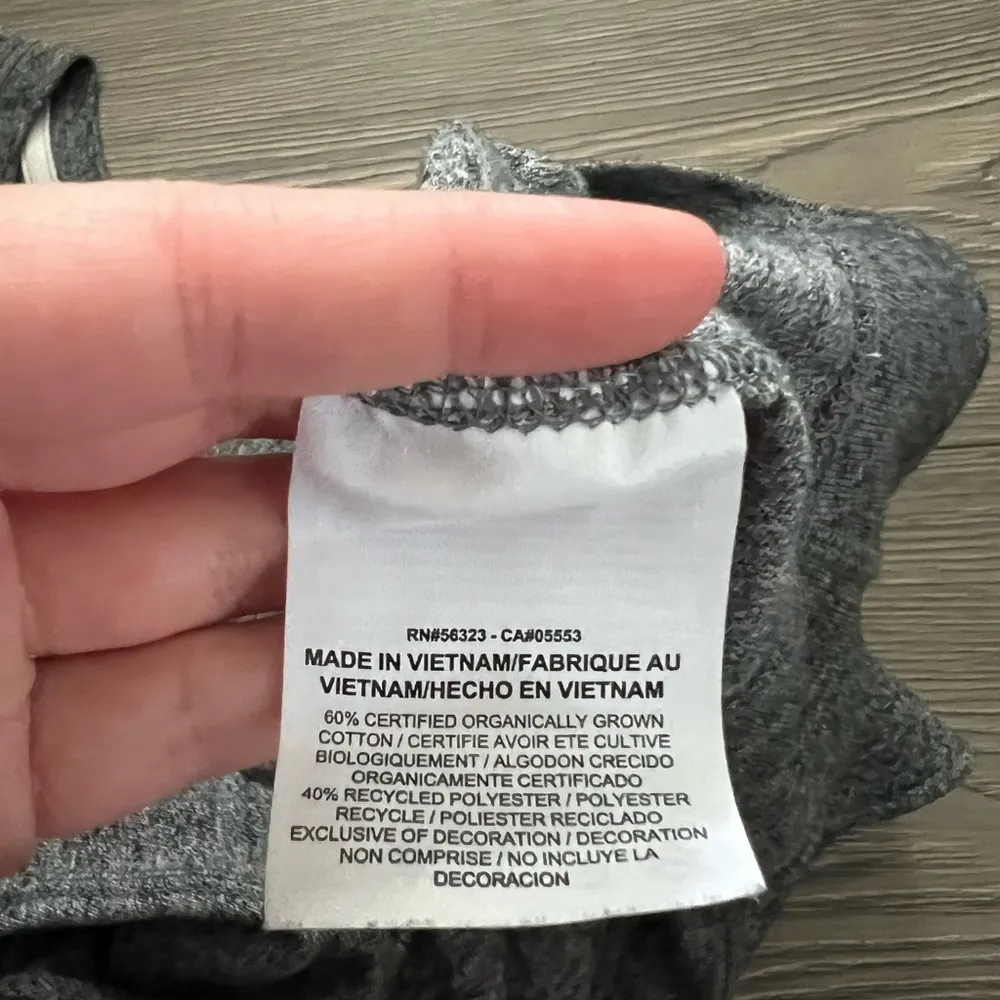 RN#56323 - CA#05553
MADE IN VIETNAM/FABRIQUE AU
VIETNAM/HECHO EN VIETNAM
60% CERTIFIED ORGANICALLY GROWN
COTTON / CERTIFIE AVOIR ETE CULTIVE
BIOLOGIQUEMENT / ALGODON CRECIDO
ORGANICAMENTE CERTIFICADO
40% RECYCLED POLYESTER / POLYESTER
RECYCLE / POLIESTER RECICLADO
EXCLUSIVE OF DECORATION / DECORATION
NON COMPRISE / NO INCLUYE LA
DECORACION